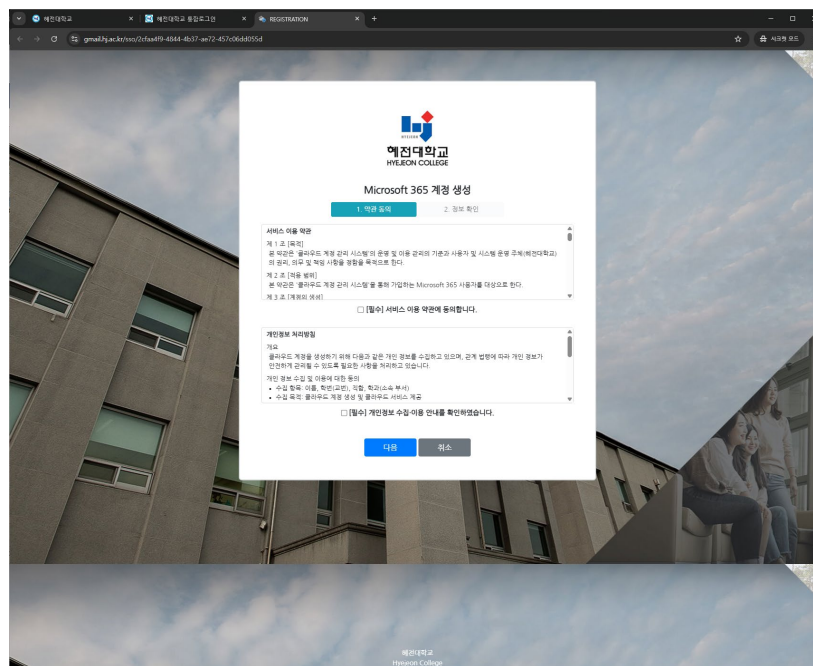 혜전대학교
혜전대학교 통합로그인
REGISTRATION
gmail.hj.ac.kr/sso/2cfaa4f9-4844-4b37-ae72-457c06dd055d
시크릿 모드
hj
HYEJEON
혜전대학교
HYEJEON COLLEGE
Microsoft 365 계정 생성
1. 약관 동의
2. 정보 확인
서비스 이용 약관
제 1 조 [목적]
본 약관은 '클라우드 계정 관리 시스템'의 운영 및 이용 관리의 기준과 사용자 및 시스템 운영 주체(혜전대학교)
의 권리, 의무 및 책임 사항을 정함을 목적으로 한다.
제 2 조 [적용 범위]
본 약관은 '클라우드 계정 관리 시스템'을 통해 가입하는 Microsoft 365 사용자를 대상으로 한다.
제 3 조 [계정의 생성]
[필수] 서비스 이용 약관에 동의합니다.
개인정보 처리방침
개요
클라우드 계정을 생성하기 위해 다음과 같은 개인 정보를 수집하고 있으며, 관계 법령에 따라 개인 정보가
안전하게 관리될 수 있도록 필요한 사항을 처리하고 있습니다.
개인 정보 수집 및 이용에 대한 동의
• 수집 항목: 이름, 학번(교번), 직함, 학과(소속 부서)
• 수집 목적: 클라우드 계정 생성 및 클라우드 서비스 제공
[필수] 개인정보 수집·이용 안내를 확인하였습니다.
다음
취소
혜전대학교
Hyejeon College